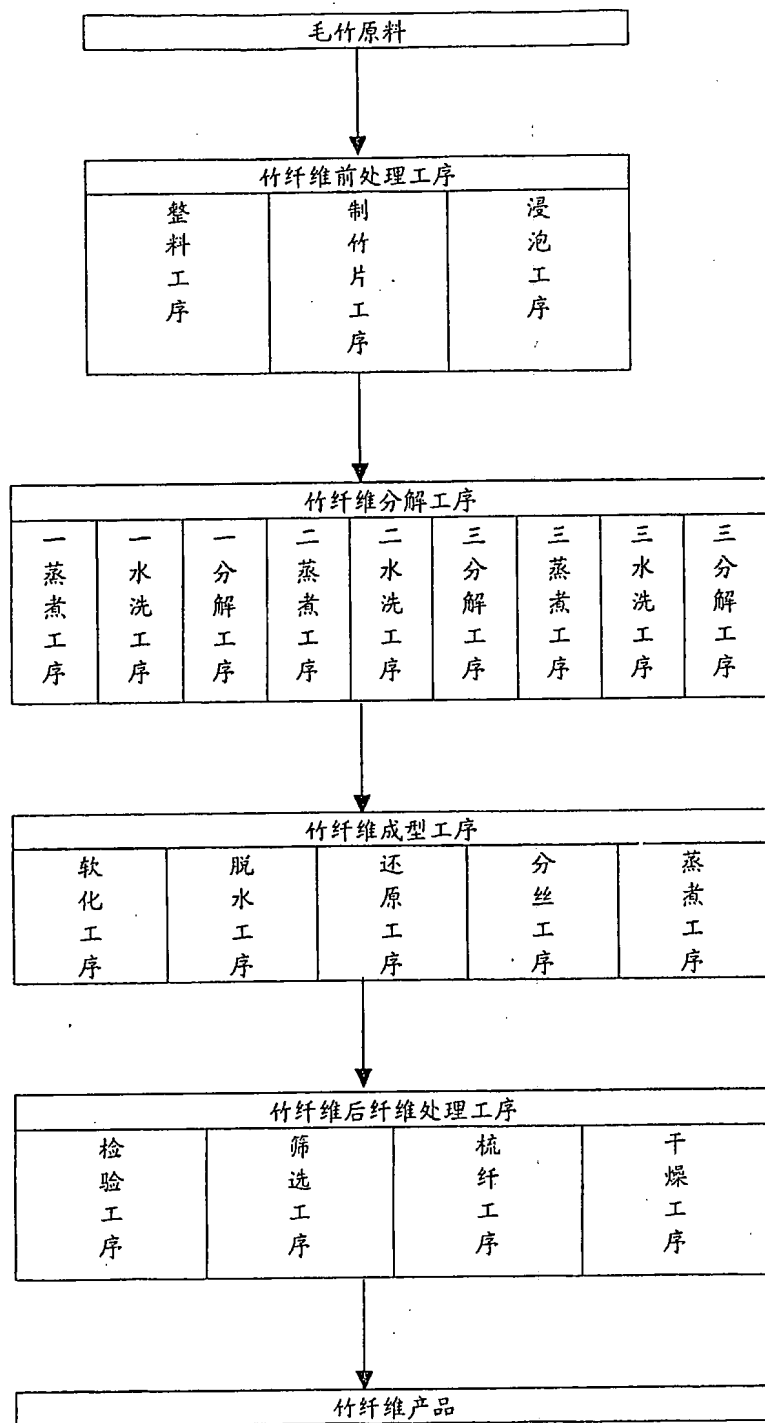 毛竹原料
竹纤维前处理工序
整料工序
制竹片工序
浸泡工序
竹纤维分解工序
一蒸煮工序
一水洗工序
一分解工序
二蒸煮工序
二水洗工序
三分解工序
三蒸煮工序
三水洗工序
三分解工序
竹纤维成型工序
软化工序
脱水工序
还原工序
分丝工序
蒸煮工序
竹纤维后纤维处理工序
检验工序
筛选工序
梳纤工序
干燥工序
竹纤维产品